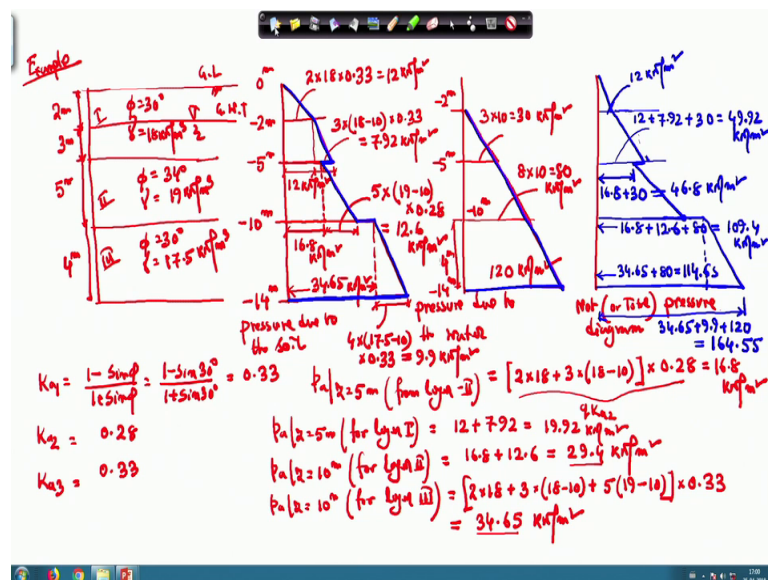 Example
G.L
0m
2m
I
φ=30°
γ=18 kN/m³
G.W.T
3m
5m
II
φ=34°
γ=19 kN/m³
4m
III
φ=30°
γ=17.5 kN/m³
2×18×0.33=12 kN/m²
-2m
3×(18-10)×0.33
=7.92 kN/m²
-5m
12 kN/m²
5×(19-10)
×0.28
=12.6
kN/m²
-10m
16.8
kN/m²
34.65 kN/m²
-14m
pressure due to
the soil
4×(17.5-10)
×0.33=9.9 kN/m²
-2m
3×10=30 kN/m²
-5m
8×10=80
kN/m²
-10m
4m
120 kN/m²
-14m
pressure due to
the water
12 kN/m²
12+7.92+30=49.92
kN/m²
16.8+30=46.8 kN/m²
16.8+12.6+80=109.4
kN/m²
34.65+80=114.65
Net (or Total) pressure
diagram
34.65+9.9+120
=164.55
Ka1 = 1-sinφ/1+sinφ = 1-sin30°/1+sin30° = 0.33
Ka2 = 0.28
Ka3 = 0.33
pa|z=5m (from layer-II) = [2×18+3×(18-10)]×0.28=16.8
kN/m²
pa|z=5m (for layer I) = 12+7.92=19.92 kN/m²
pa|z=10m (for layer II) = 16.8+12.6=29.4 kN/m²
pa|z=10m (for layer III) = [2×18+3×(18-10)+5(19-10)]×0.33
= 34.65 kN/m²
17:00